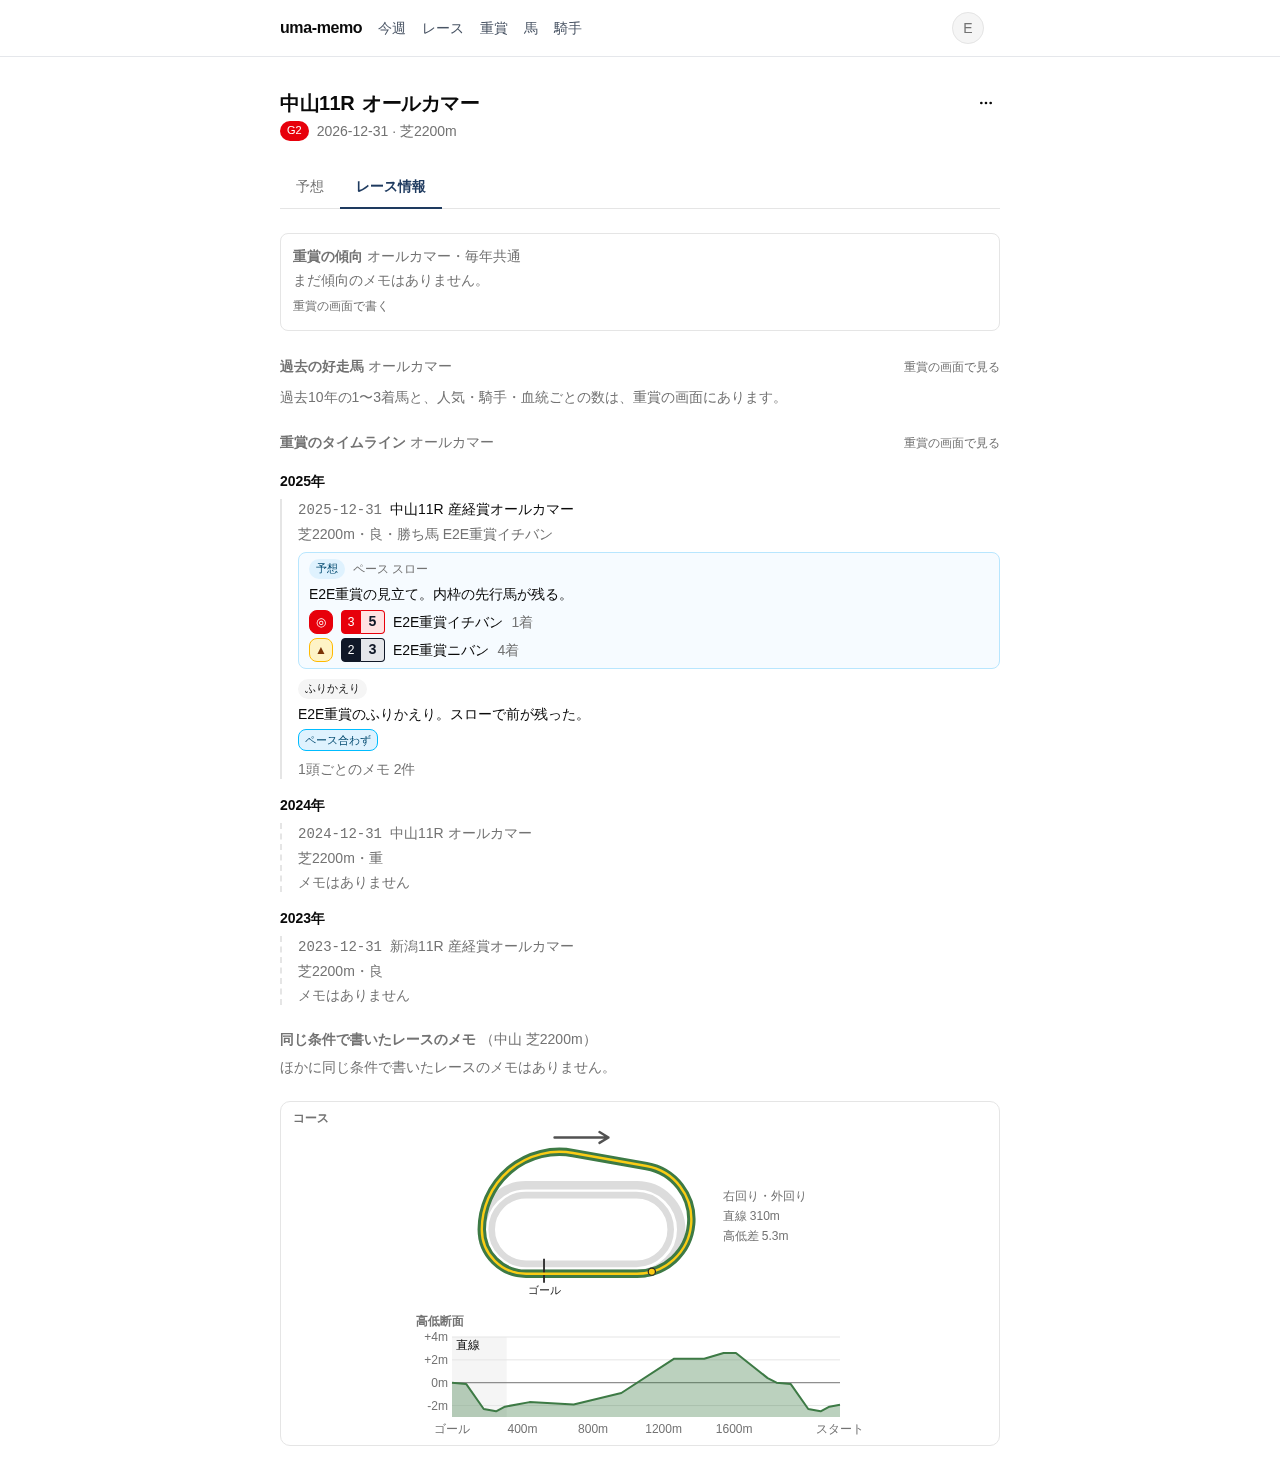 uma-memo 今週 レース 重賞 馬 騎手 E
中山11R オールカマー ···
G2 2026-12-31 · 芝2200m
予想 レース情報
重賞の傾向 オールカマー・毎年共通
まだ傾向のメモはありません。
重賞の画面で書く
過去の好走馬 オールカマー 重賞の画面で見る
過去10年の1〜3着馬と、人気・騎手・血統ごとの数は、重賞の画面にあります。
重賞のタイムライン オールカマー 重賞の画面で見る
2025年
2025-12-31 中山11R 産経賞オールカマー
芝2200m・良・勝ち馬 E2E重賞イチバン
予想 ペース スロー
E2E重賞の見立て。内枠の先行馬が残る。
◎ 3 5 E2E重賞イチバン 1着
▲ 2 3 E2E重賞ニバン 4着
ふりかえり
E2E重賞のふりかえり。スローで前が残った。
ペース合わず
1頭ごとのメモ 2件
2024年
2024-12-31 中山11R オールカマー
芝2200m・重
メモはありません
2023年
2023-12-31 新潟11R 産経賞オールカマー
芝2200m・良
メモはありません
同じ条件で書いたレースのメモ （中山 芝2200m）
ほかに同じ条件で書いたレースのメモはありません。
コース
右回り・外回り
直線 310m
高低差 5.3m
ゴール
高低断面
+4m
直線
+2m
0m
-2m
ゴール 400m 800m 1200m 1600m スタート